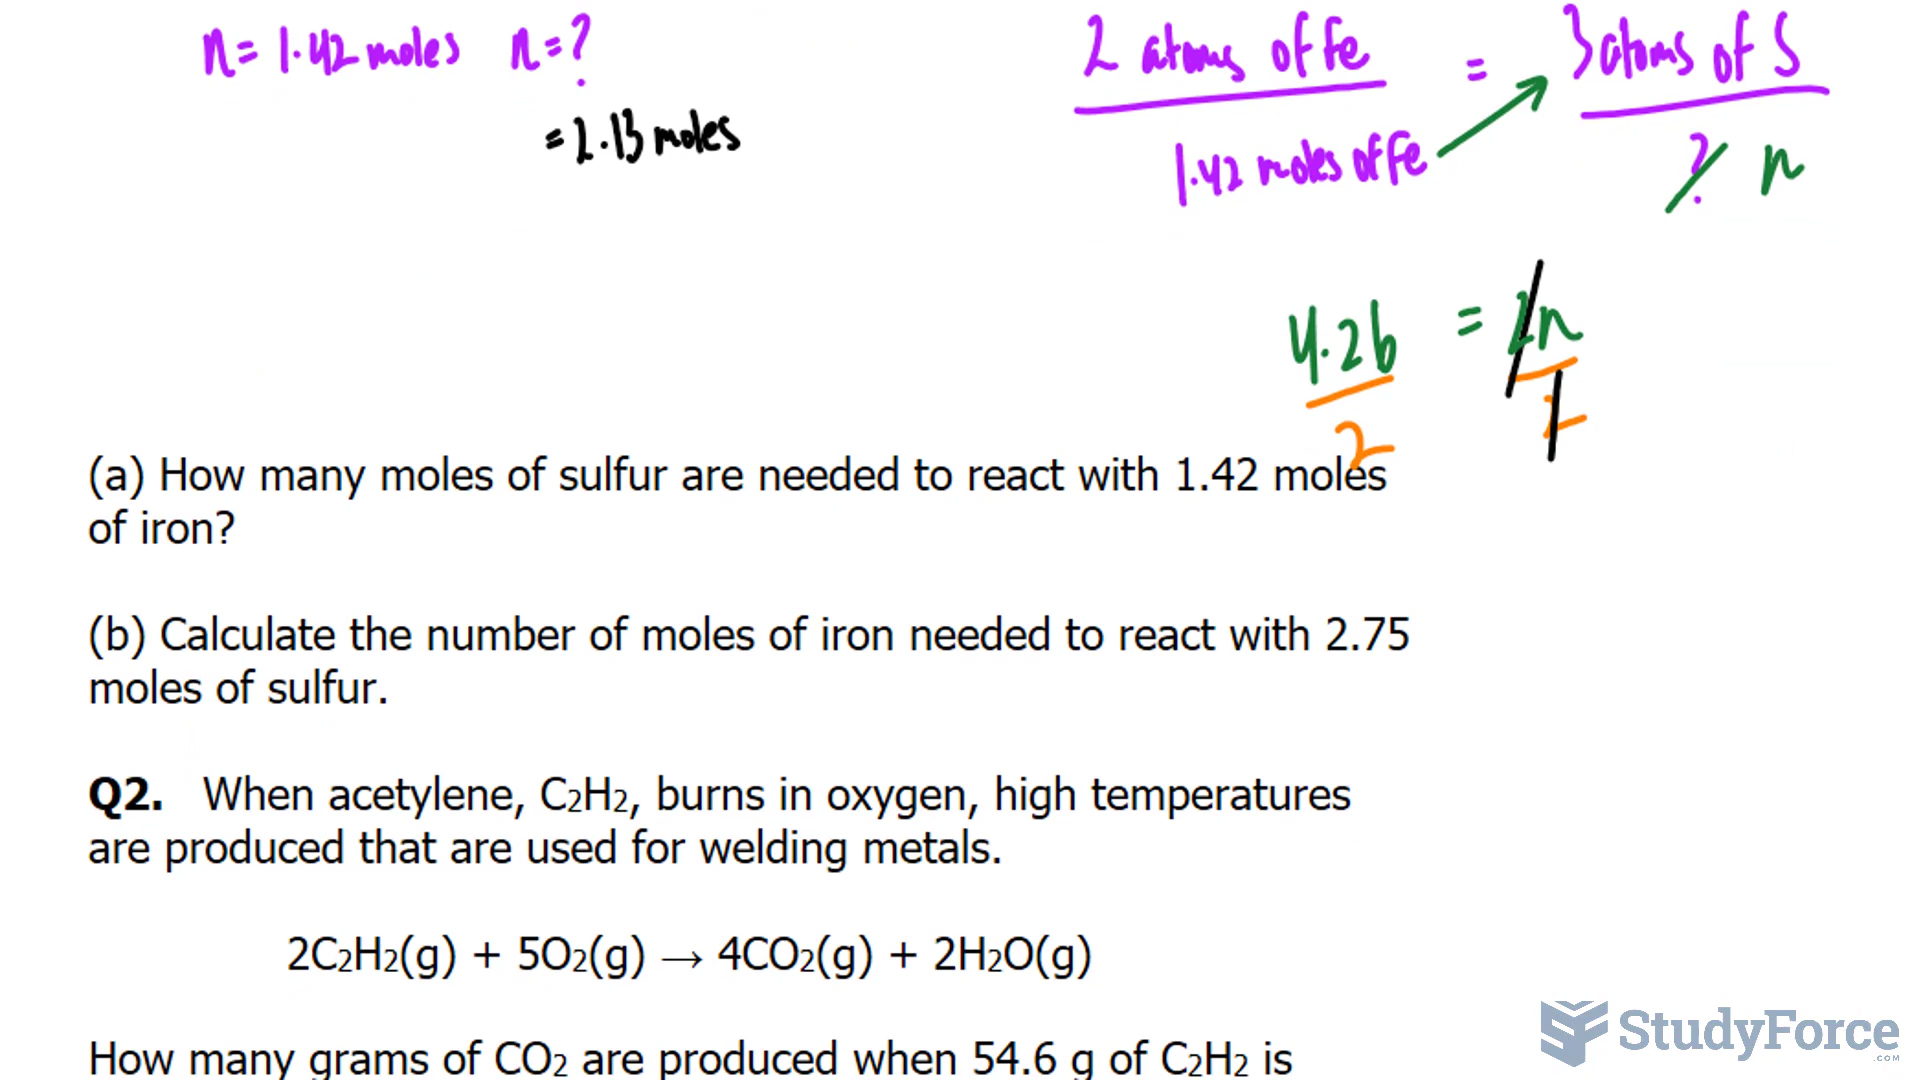 n = 1.42 moles n = ?
= 2.13 moles
2 atoms of Fe = 3 atoms of S
1.42 moles of Fe ? n
4.26 = 2n
2 2
(a) How many moles of sulfur are needed to react with 1.42 moles
of iron?
(b) Calculate the number of moles of iron needed to react with 2.75
moles of sulfur.
Q2. When acetylene, C2H2, burns in oxygen, high temperatures
are produced that are used for welding metals.
2C2H2(g) + 5O2(g) → 4CO2(g) + 2H2O(g)
How many grams of CO2 are produced when 54.6 g of C2H2 is
StudyForce
.COM